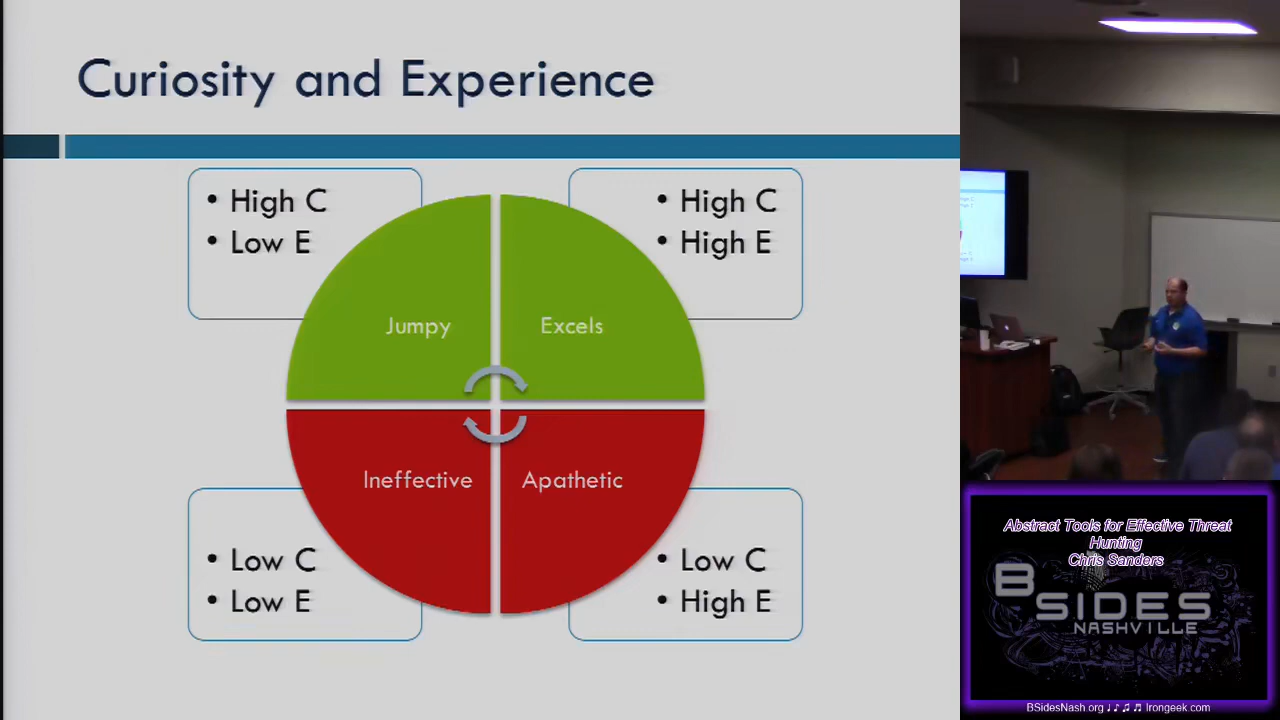 Curiosity and Experience
• High C
• Low E
• High C
• High E
Jumpy
Excels
Ineffective
Apathetic
• Low C
• Low E
• Low C
• High E
Abstract Tools for Effective Threat
Hunting
Chris Sanders
BSIDES
NASHVILLE
BSidesNash.org ♩ ♪ ♫ ♬ Irongeek.com